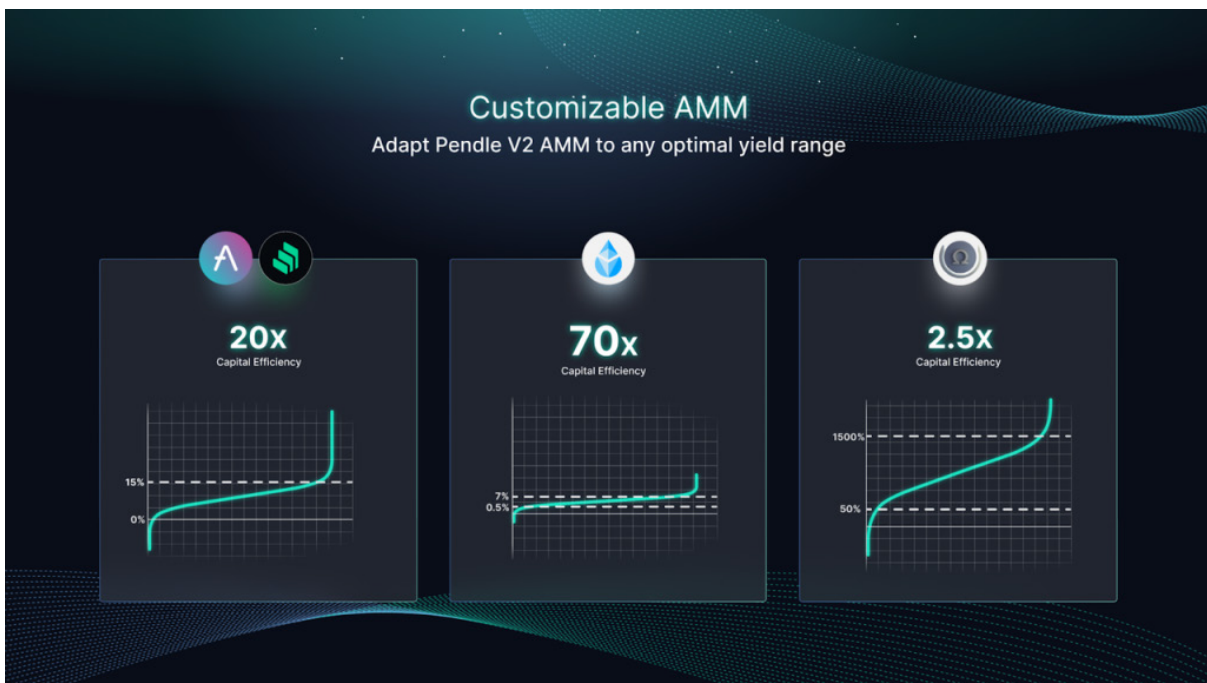 Customizable AMM
Adapt Pendle V2 AMM to any optimal yield range
20x
Capital Efficiency
15%
0%
70x
Capital Efficiency
7%
0.5%
Ω
2.5x
Capital Efficiency
1500%
50%